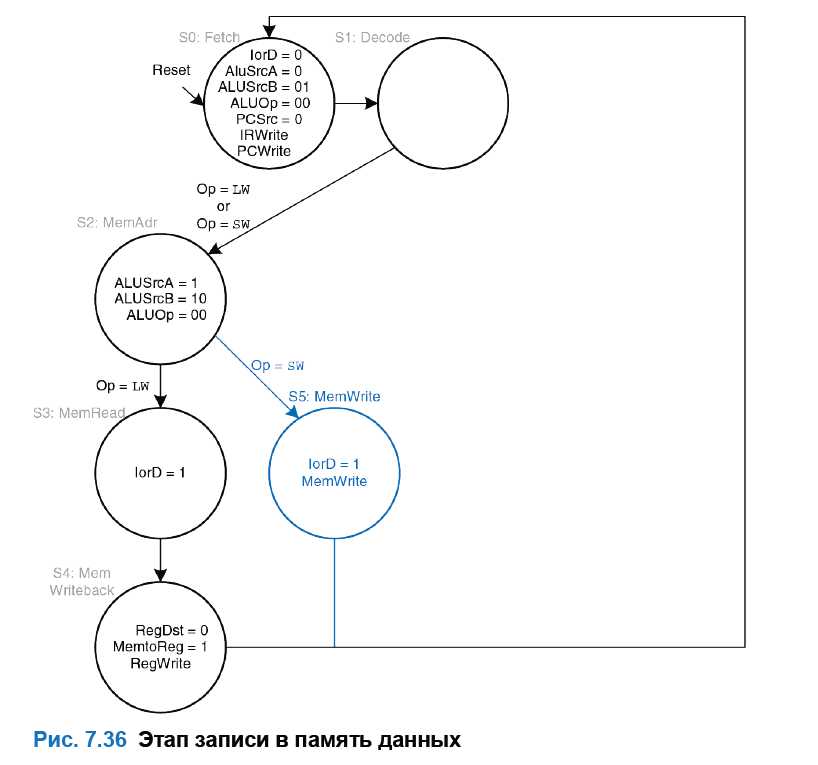 S0: Fetch
S1: Decode
Reset
IorD = 0
AluSrcA = 0
ALUSrcB = 01
ALUOp = 00
PCSrc = 0
IRWrite
PCWrite
Op = LW
or
Op = SW
S2: MemAdr
ALUSrcA = 1
ALUSrcB = 10
ALUOp = 00
Op = SW
Op = LW
S5: MemWrite
S3: MemRead
IorD = 1
IorD = 1
MemWrite
S4: Mem
Writeback
RegDst = 0
MemtoReg = 1
RegWrite
Рис. 7.36 Этап записи в память данных